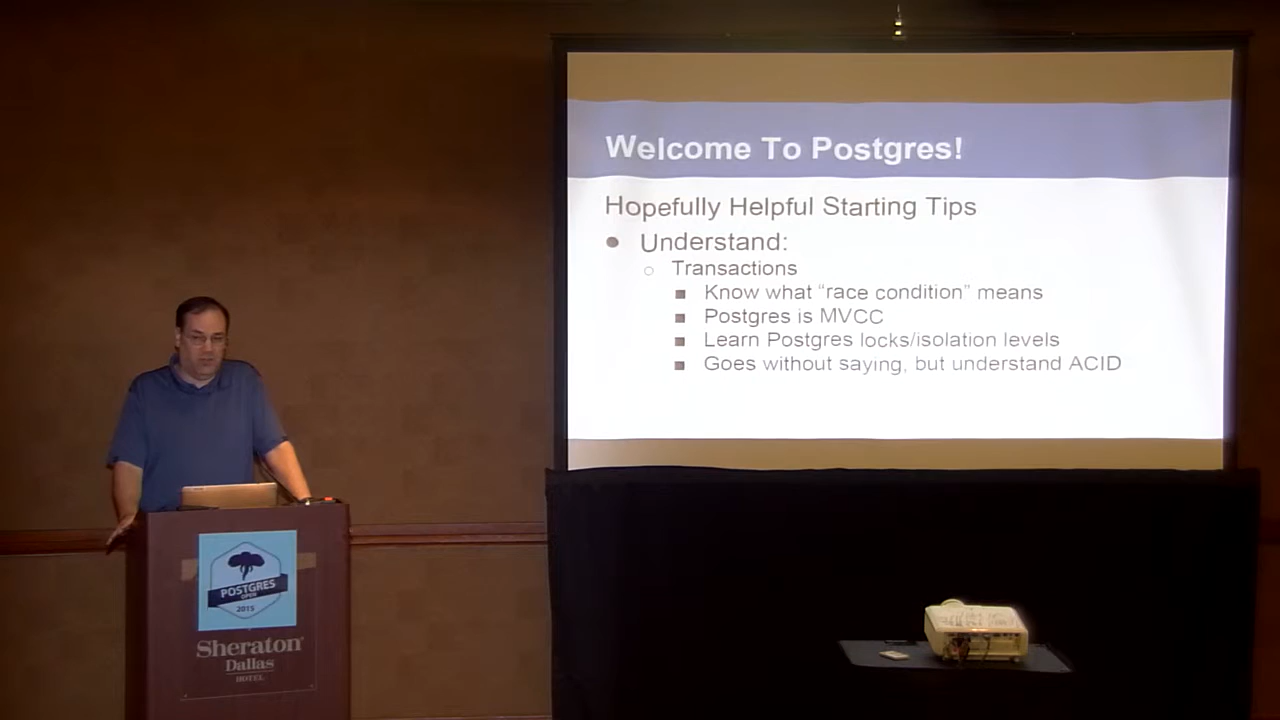 Welcome To Postgres!
Hopefully Helpful Starting Tips
Understand:
Transactions
Know what “race condition” means
Postgres is MVCC
Learn Postgres locks/isolation levels
Goes without saying, but understand ACID
POSTGRES
OPEN
2015
Sheraton
Dallas
HOTEL